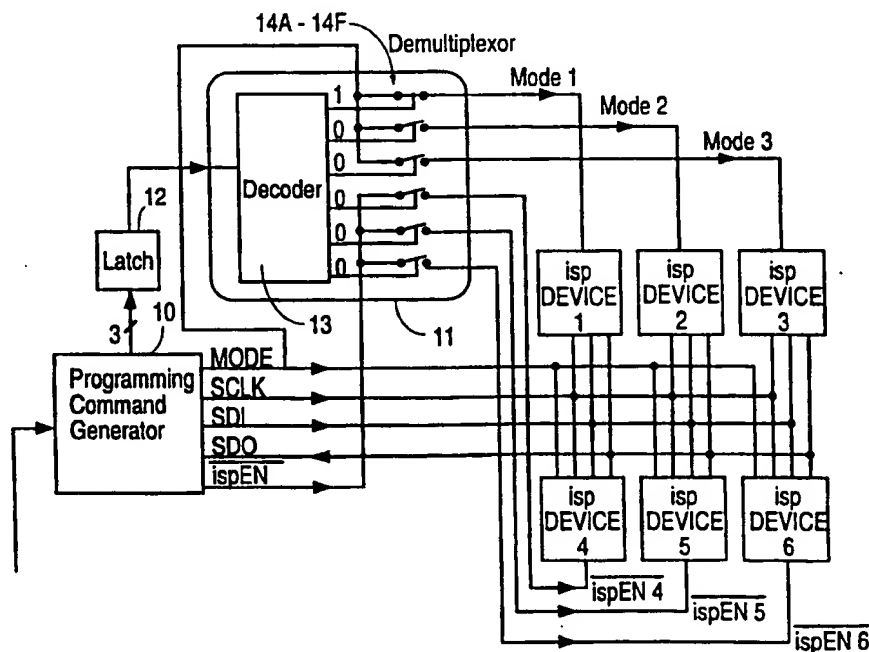 14A - 14F
Demultiplexor
Mode 1
Mode 2
Mode 3
1
0
0
0
0
0
Decoder
12
Latch
3
10
13
11
isp DEVICE 1
isp DEVICE 2
isp DEVICE 3
Programming
Command
Generator
MODE
SCLK
SDI
SDO
ispEN
isp DEVICE 4
isp DEVICE 5
isp DEVICE 6
ispEN 4
ispEN 5
ispEN 6